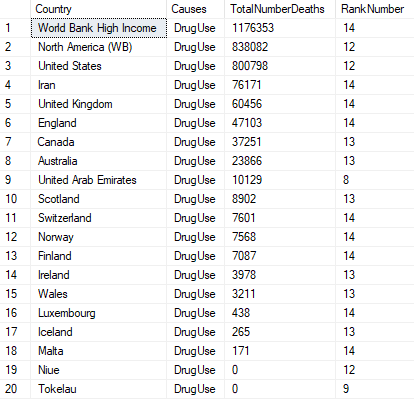 Country Causes TotalNumberDeaths RankNumber
1 World Bank High Income DrugUse 1176353 14
2 North America (WB) DrugUse 838082 12
3 United States DrugUse 800798 12
4 Iran DrugUse 76171 14
5 United Kingdom DrugUse 60456 14
6 England DrugUse 47103 14
7 Canada DrugUse 37251 13
8 Australia DrugUse 23866 13
9 United Arab Emirates DrugUse 10129 8
10 Scotland DrugUse 8902 13
11 Switzerland DrugUse 7601 14
12 Norway DrugUse 7568 14
13 Finland DrugUse 7087 14
14 Ireland DrugUse 3978 13
15 Wales DrugUse 3211 13
16 Luxembourg DrugUse 438 14
17 Iceland DrugUse 265 13
18 Malta DrugUse 171 14
19 Niue DrugUse 0 12
20 Tokelau DrugUse 0 9